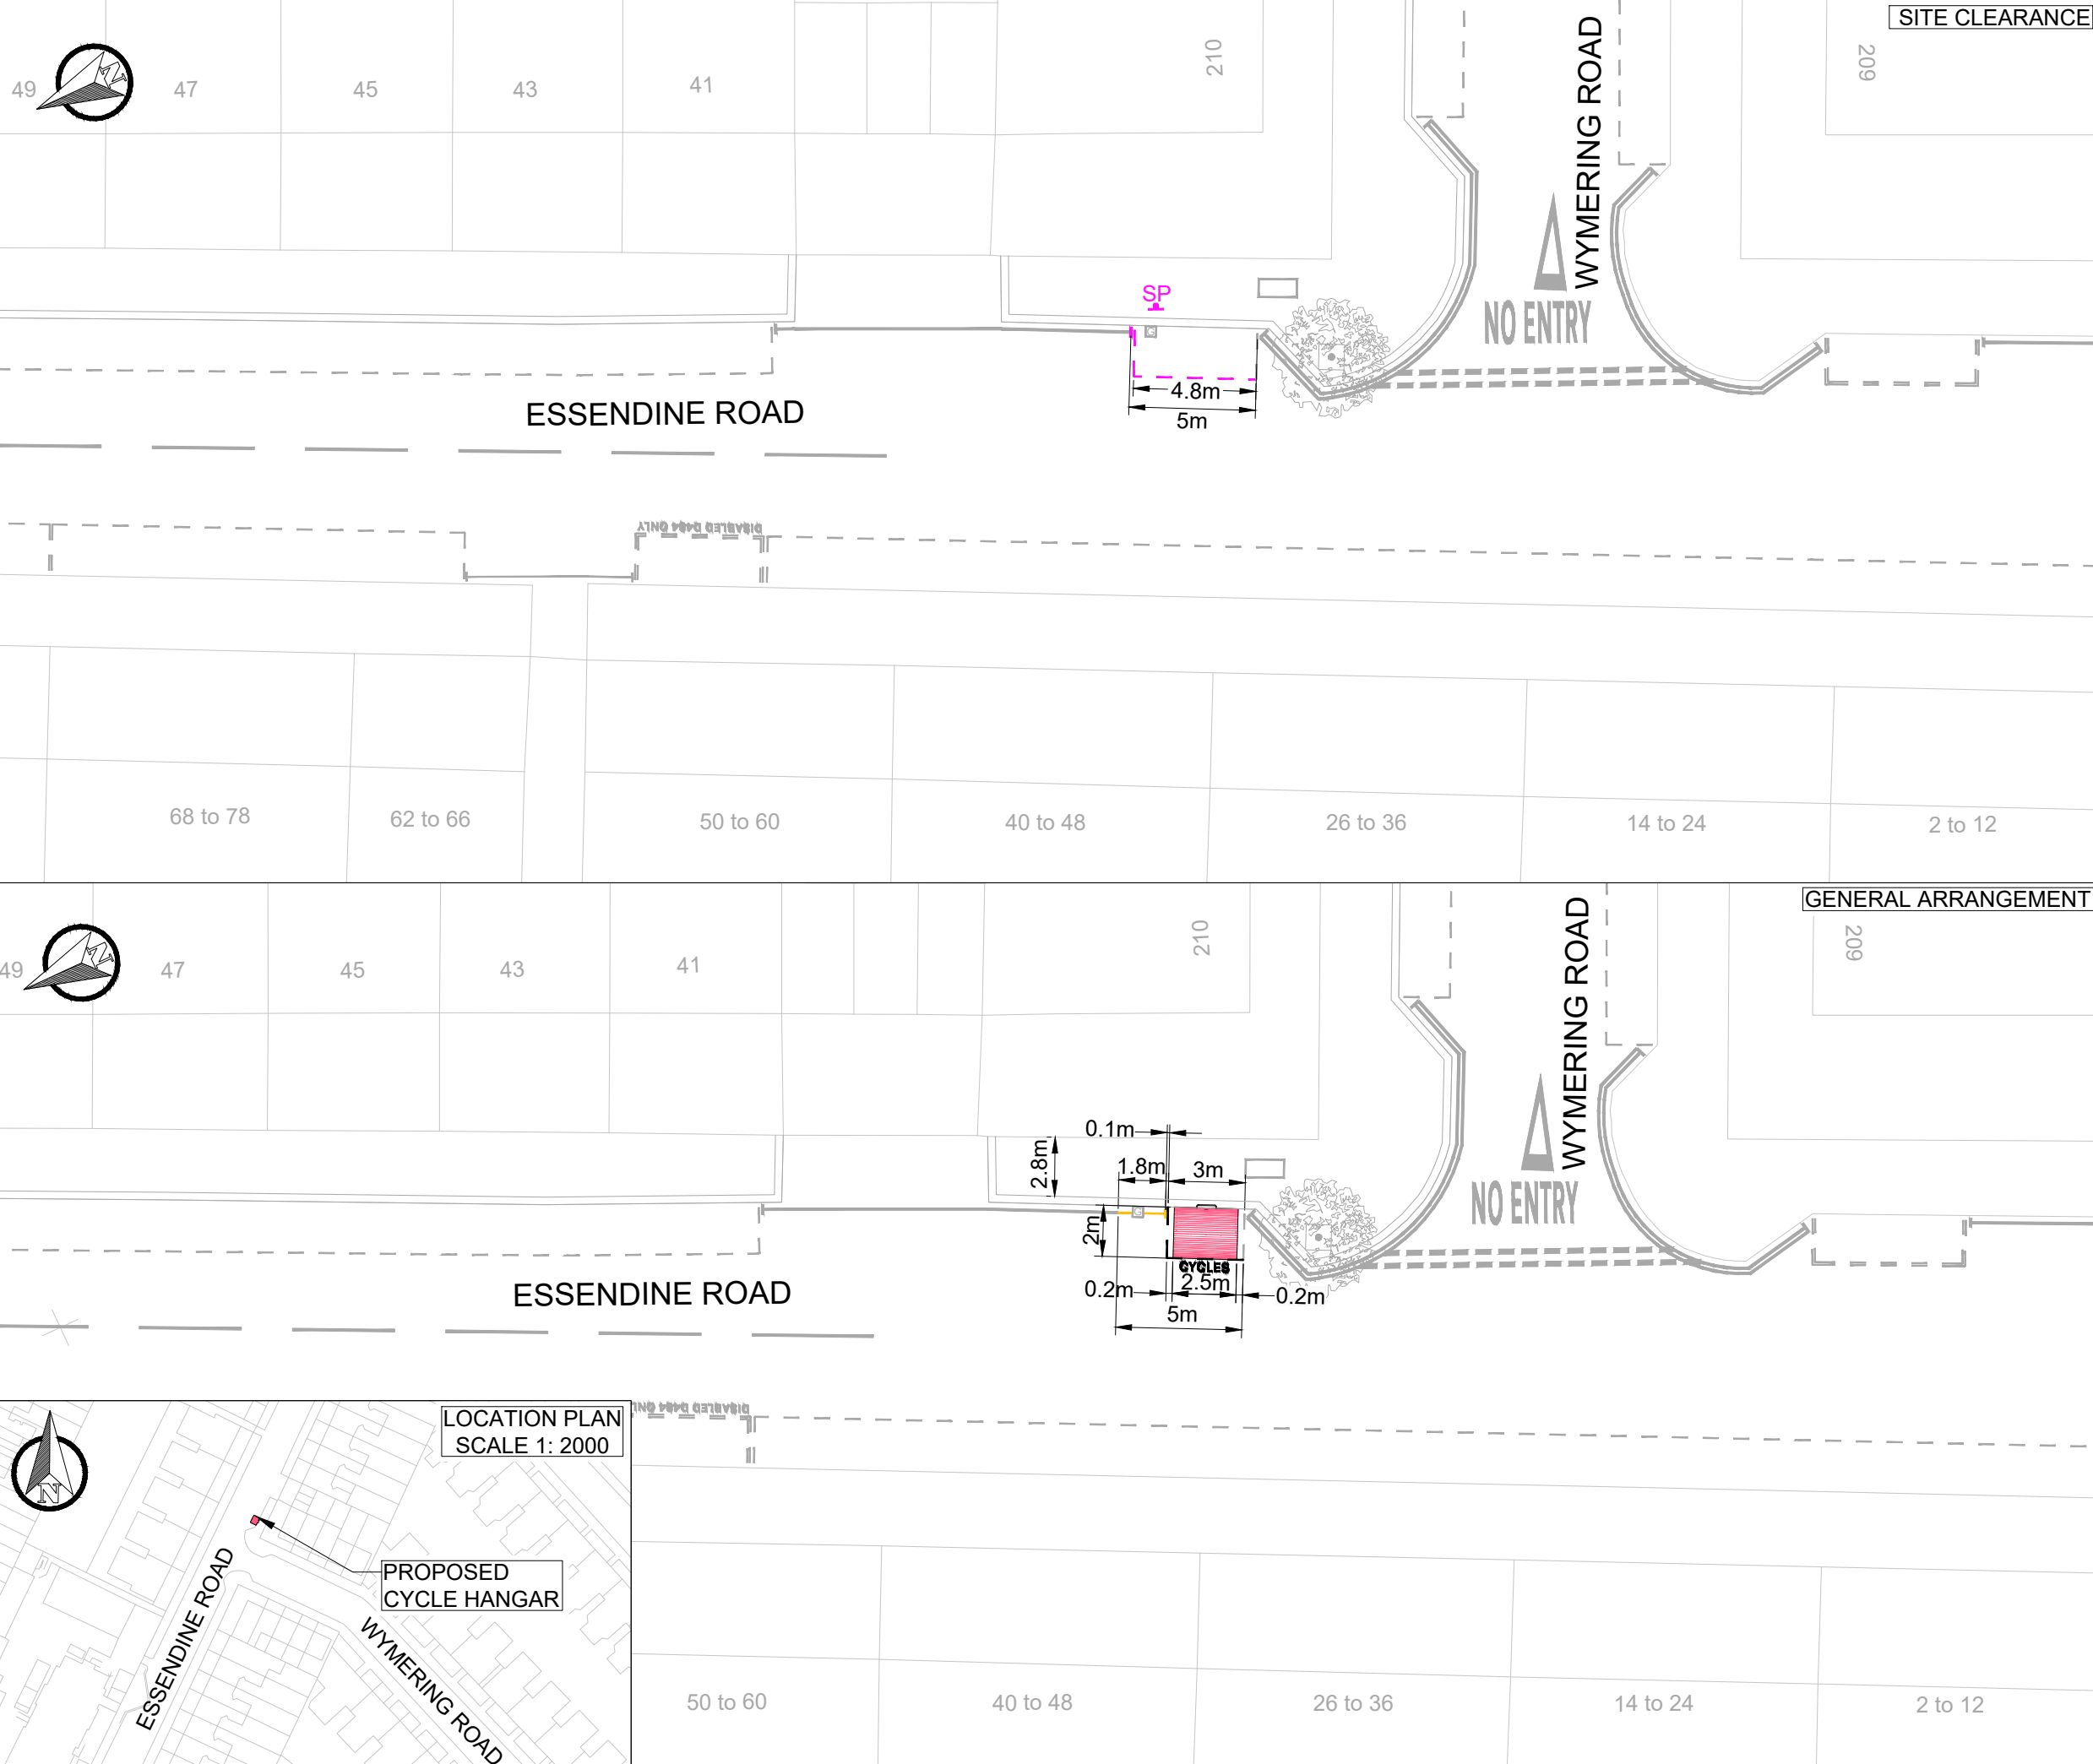 SITE CLEARANCE
N
49
47
45
43
41
210
WYMERING ROAD
209
NO ENTRY
SP
G
4.8m
5m
ESSENDINE ROAD
DISABLED ONLY
68 to 78
62 to 66
50 to 60
40 to 48
26 to 36
14 to 24
2 to 12
GENERAL ARRANGEMENT
N
49
47
45
43
41
210
WYMERING ROAD
209
NO ENTRY
0.1m
2.8m
1.8m
3m
G
2m
CYCLES
0.2m
2.5m
0.2m
5m
ESSENDINE ROAD
DISABLED
LOCATION PLAN
SCALE 1: 2000
N
PROPOSED
CYCLE HANGAR
ESSENDINE ROAD
WYMERING ROAD
50 to 60
40 to 48
26 to 36
14 to 24
2 to 12